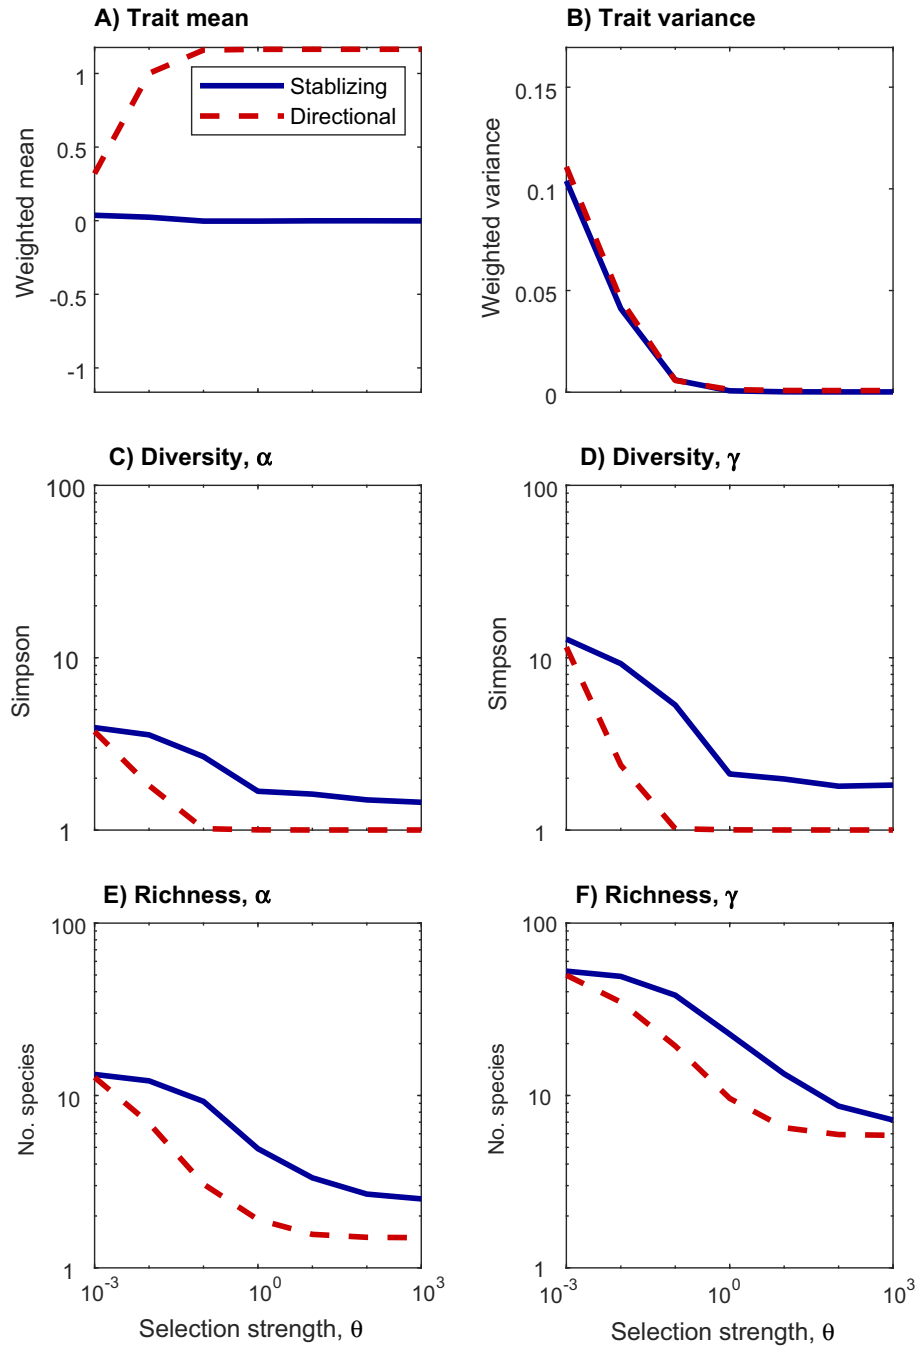 A) Trait mean
B) Trait variance
1
0.5
0
-0.5
-1
Weighted mean
Stablizing
Directional
0.15
0.1
0.05
0
Weighted variance
C) Diversity, α
D) Diversity, γ
100
10
1
Simpson
100
10
1
Simpson
E) Richness, α
F) Richness, γ
100
10
1
No. species
10⁻³
10⁰
10³
Selection strength, θ
100
10
1
No. species
10⁻³
10⁰
10³
Selection strength, θ